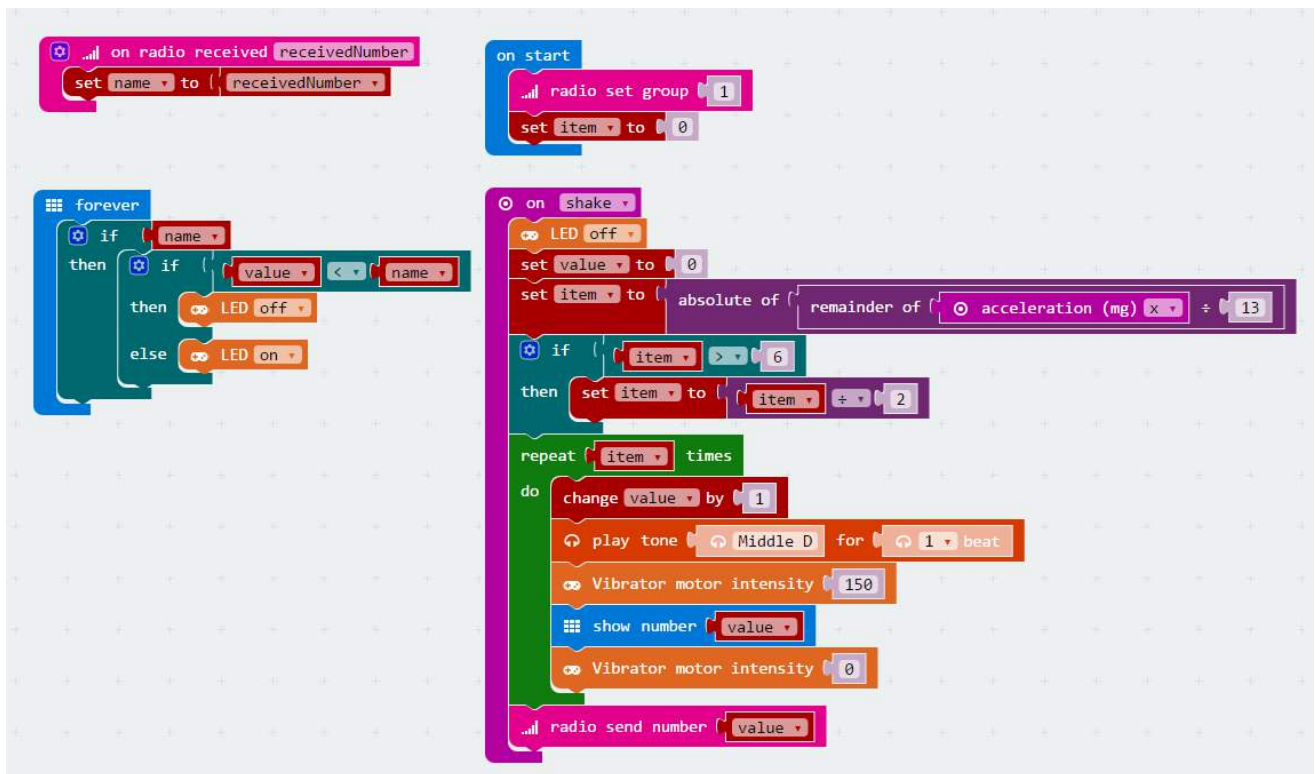 on radio received receivedNumber
set name to receivedNumber
on start
radio set group 1
set item to 0
forever
if name
then if value < name
then LED off
else LED on
on shake
LED off
set value to 0
set item to absolute of remainder of acceleration (mg) x ÷ 13
if item > 6
then set item to item ÷ 2
repeat item times
do change value by 1
play tone Middle D for 1 beat
Vibrator motor intensity 150
show number value
Vibrator motor intensity 0
radio send number value